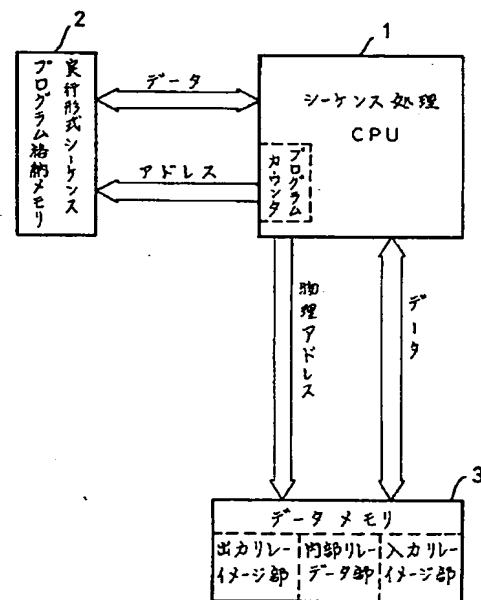 2
1
実行形式シーケンス
プログラム格納メモリ
データ
アドレス
シーケンス処理
CPU
プログラム
カウンタ
物理アドレス
データ
3
データメモリ
出力リレー
イメージ部
内部リレー
データ部
入力リレー
イメージ部